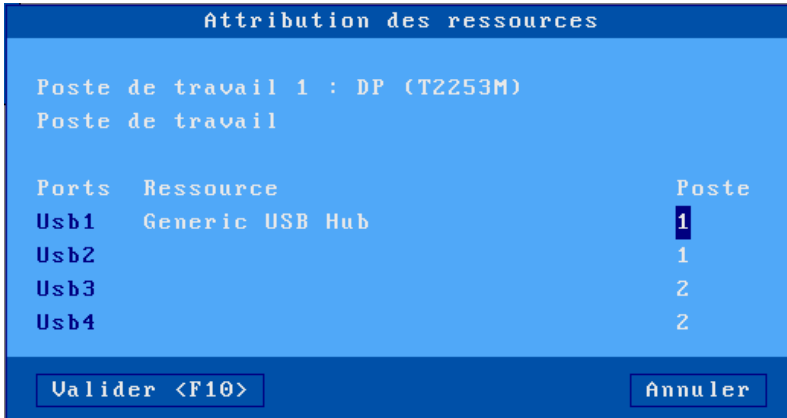 Attribution des ressources
Poste de travail 1 : DP (T2253M)
Poste de travail
Ports Ressource Poste
Usb1 Generic USB Hub 1
Usb2 1
Usb3 2
Usb4 2
Valider <F10> Annuler